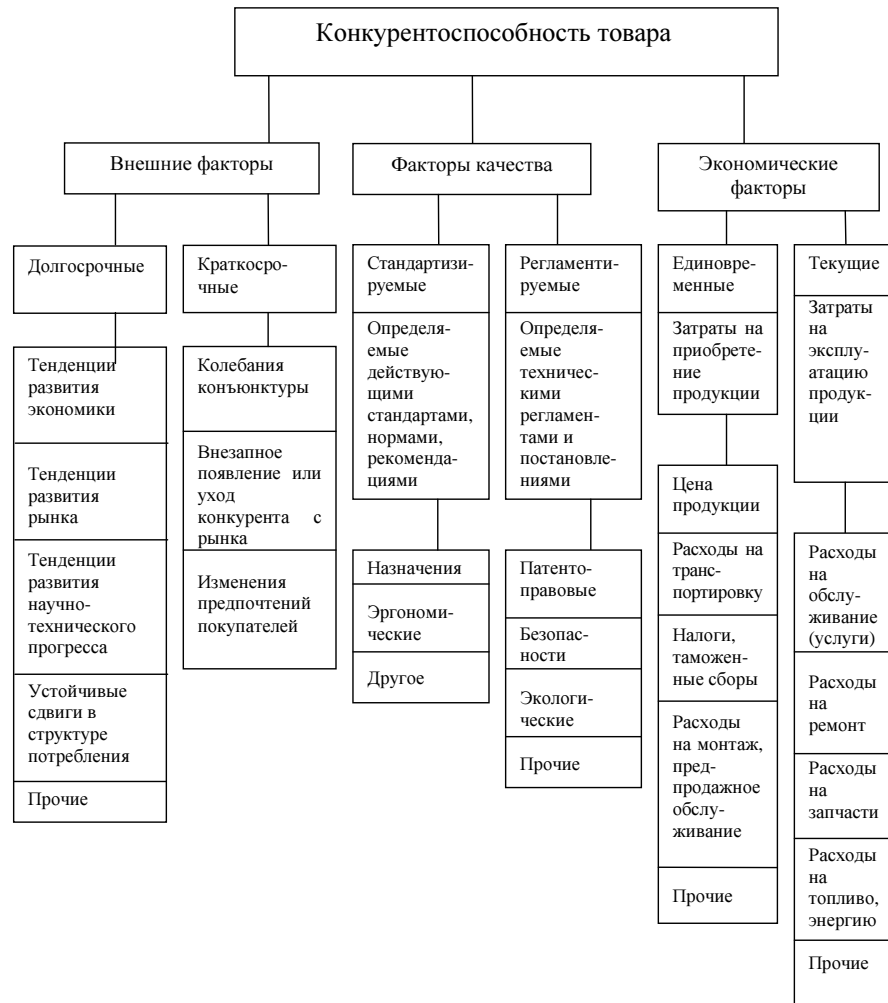 Конкурентоспособность товара
Внешние факторы
Факторы качества
Экономические
факторы
Долгосрочные
Краткосро-
чные
Стандартизи-
руемые
Регламенти-
руемые
Единовре-
менные
Текущие
Тенденции
развития
экономики
Тенденции
развития
рынка
Тенденции
развития
научно-
технического
прогресса
Устойчивые
сдвиги в
структуре
потребления
Прочие
Колебания
конъюнктуры
Внезапное
появление или
уход
конкурента с
рынка
Изменения
предпочтений
покупателей
Определя-
емые
действую-
щими
стандартами,
нормами,
рекоменда-
циями
Назначения
Эргономи-
ческие
Другое
Определя-
емые
техничес-
кими
регламен-
тами и
постановле-
ниями
Патенто-
правовые
Безопас-
ности
Экологи-
ческие
Прочие
Затраты на
приобрете-
ние
продукции
Цена
продукции
Расходы на
транс-
портировку
Налоги,
таможен-
ные сборы
Расходы
на монтаж,
пред-
продажное
обслу-
живание
Прочие
Затраты
на
эксплу-
атацию
продук-
ции
Расходы
на
обслу-
живание
(услуги)
Расходы
на
ремонт
Расходы
на
запчасти
Расходы
на
топливо,
энергию
Прочие